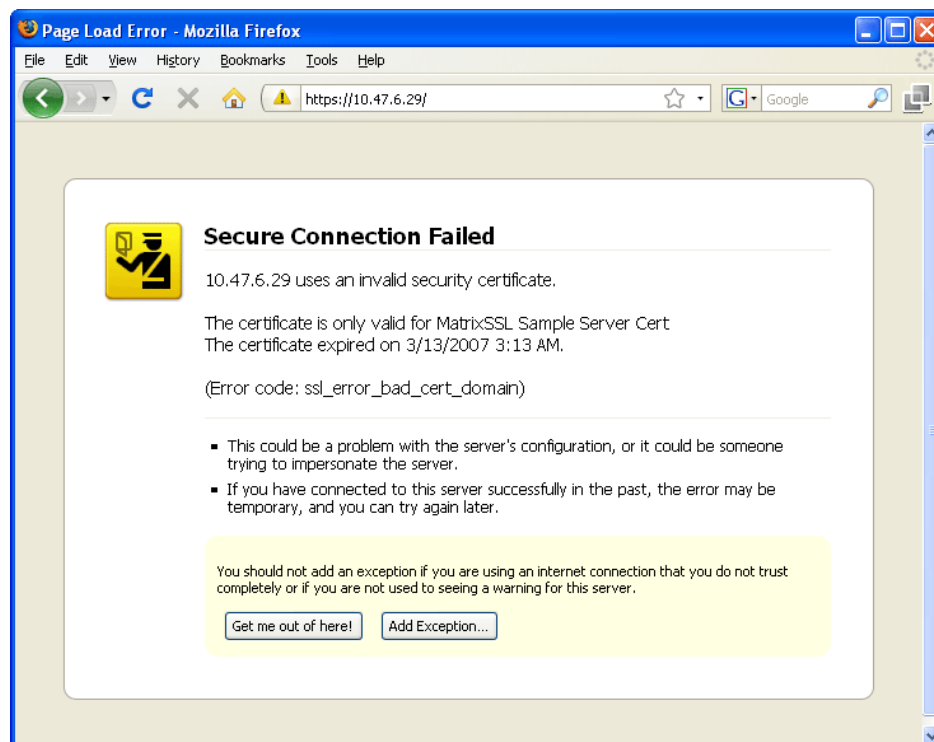 Page Load Error - Mozilla Firefox
File Edit View History Bookmarks Tools Help
https://10.47.6.29/ G Google
Secure Connection Failed
10.47.6.29 uses an invalid security certificate.
The certificate is only valid for MatrixSSL Sample Server Cert
The certificate expired on 3/13/2007 3:13 AM.
(Error code: ssl_error_bad_cert_domain)
This could be a problem with the server's configuration, or it could be someone
trying to impersonate the server.
If you have connected to this server successfully in the past, the error may be
temporary, and you can try again later.
You should not add an exception if you are using an internet connection that you do not trust
completely or if you are not used to seeing a warning for this server.
Get me out of here! Add Exception...